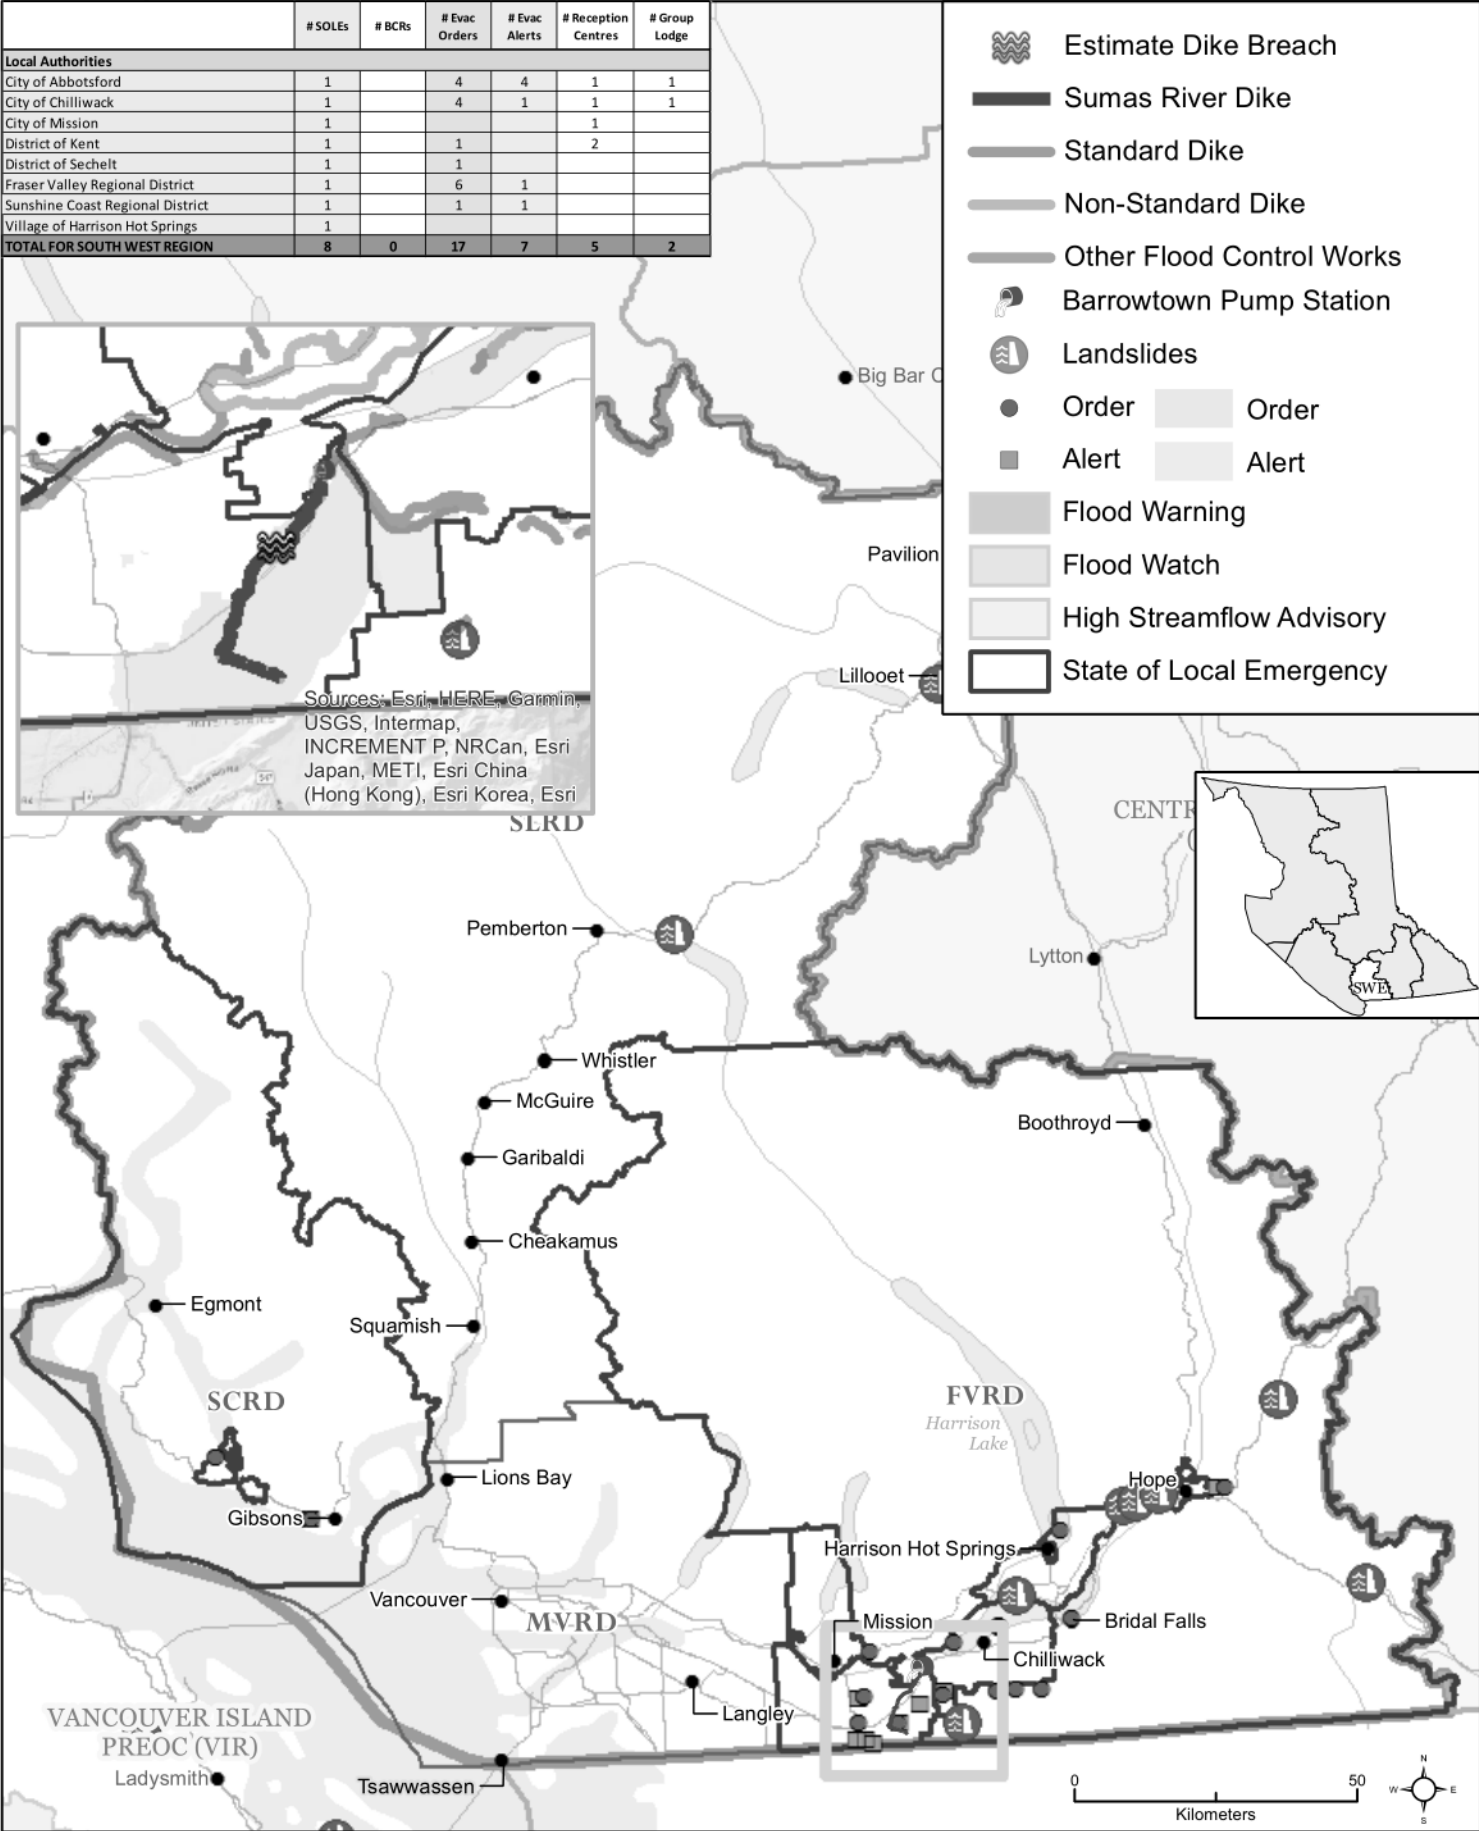 # SOLEs # BCRs # Evac Orders # Evac Alerts # Reception Centres # Group Lodge
Local Authorities
City of Abbotsford 1 4 4 1 1
City of Chilliwack 1 4 1 1 1
City of Mission 1 1
District of Kent 1 1 2
District of Sechelt 1 1
Fraser Valley Regional District 1 6 1
Sunshine Coast Regional District 1 1 1
Village of Harrison Hot Springs 1
TOTAL FOR SOUTH WEST REGION 8 0 17 7 5 2
Estimate Dike Breach
Sumas River Dike
Standard Dike
Non-Standard Dike
Other Flood Control Works
Barrowtown Pump Station
Landslides
Order Order
Alert Alert
Flood Warning
Flood Watch
High Streamflow Advisory
State of Local Emergency
Sources: Esri, HERE, Garmin,
USGS, Intermap,
INCREMENT P, NRCan, Esri
Japan, METI, Esri China
(Hong Kong), Esri Korea, Esri
Big Bar C
Pavilion
Lillooet
SLRD
CENTR
SWE
Pemberton
Lytton
Whistler
McGuire
Boothroyd
Garibaldi
Cheakamus
Egmont
Squamish
SCRD
FVRD
Harrison
Lake
Lions Bay
Hope
Gibsons
Harrison Hot Springs
Vancouver
MVRD
Mission
Bridal Falls
Chilliwack
Langley
VANCOUVER ISLAND
PREOC (VIR)
Ladysmith
Tsawwassen
0 50
Kilometers
N
W E
S